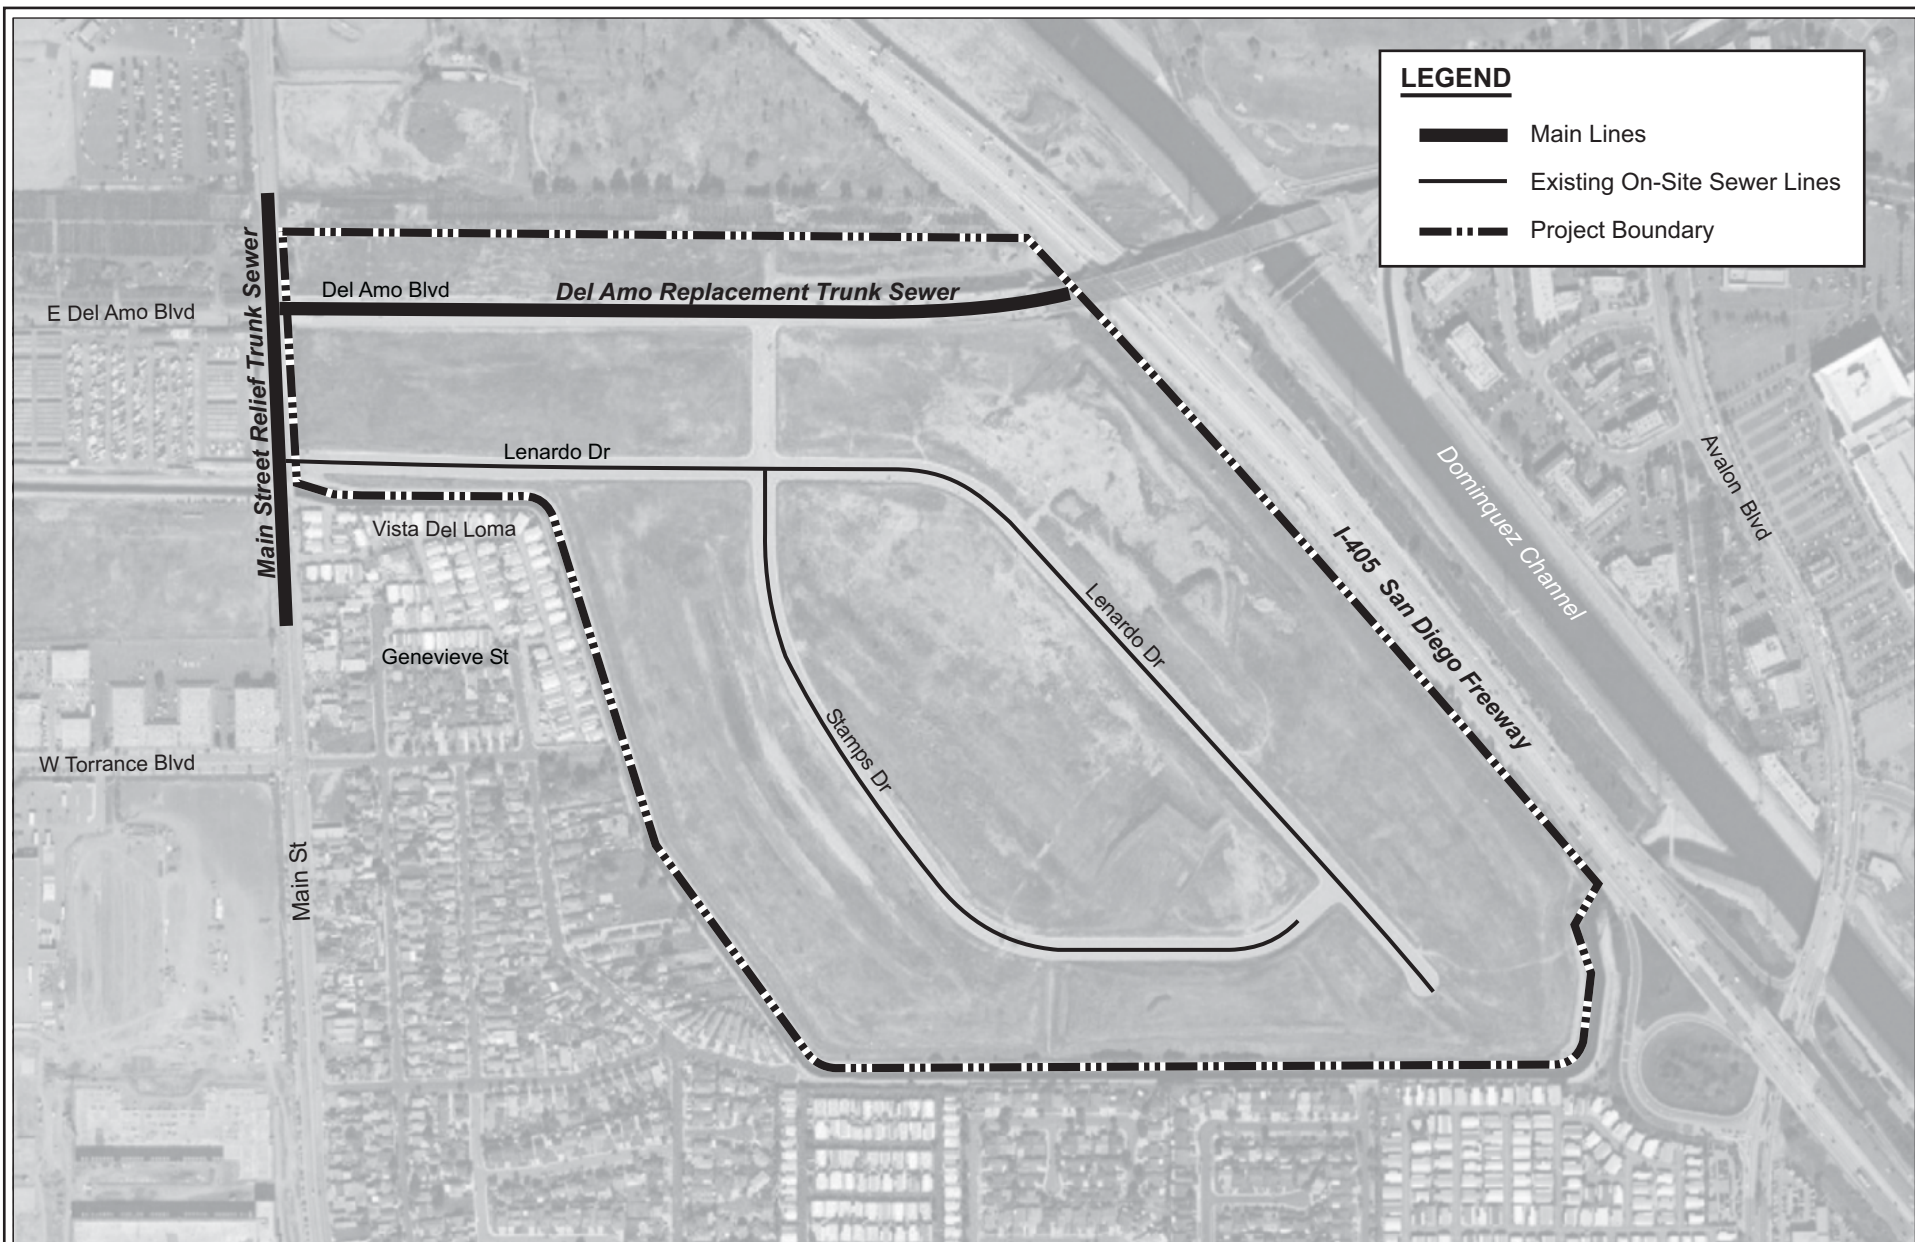 LEGEND
Main Lines
Existing On-Site Sewer Lines
Project Boundary
Main Street Relief Trunk Sewer
Del Amo Blvd
Del Amo Replacement Trunk Sewer
E Del Amo Blvd
Lenardo Dr
Vista Del Loma
Genevieve St
W Torrance Blvd
Main St
Stamps Dr
Lenardo Dr
I-405 San Diego Freeway
Dominquez Channel
Avalon Blvd